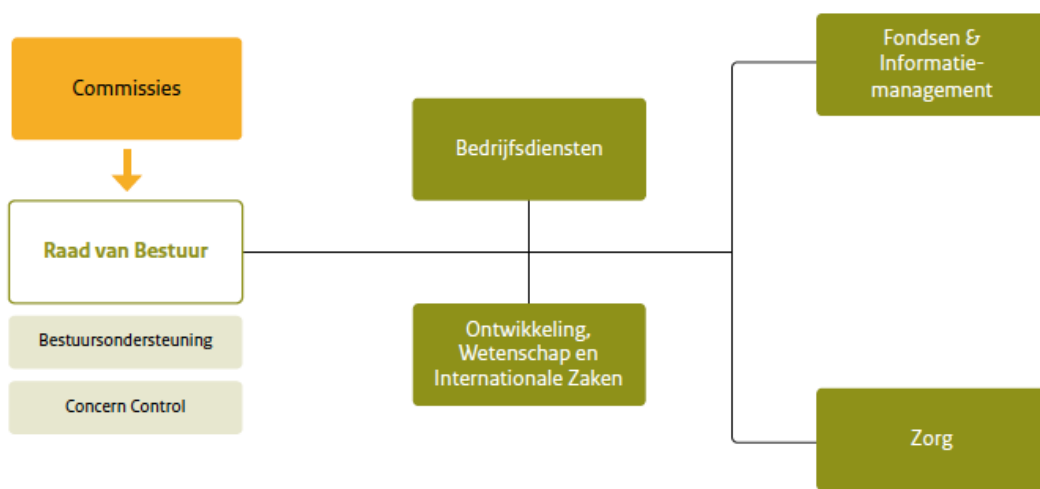 Commissies
Raad van Bestuur
Bestuursondersteuning
Concern Control
Bedrijfsdiensten
Ontwikkeling,
Wetenschap en
Internationale Zaken
Fondsen &
Informatie-
management
Zorg